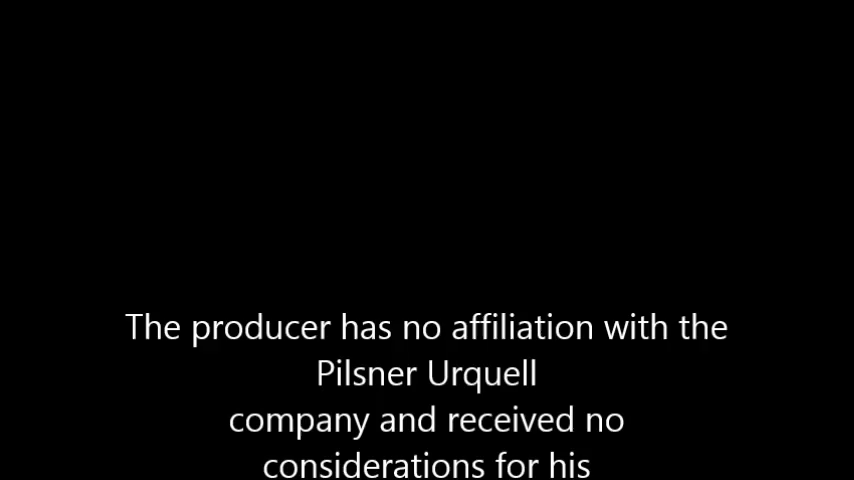 The producer has no affiliation with the
Pilsner Urquell
company and received no
considerations for his